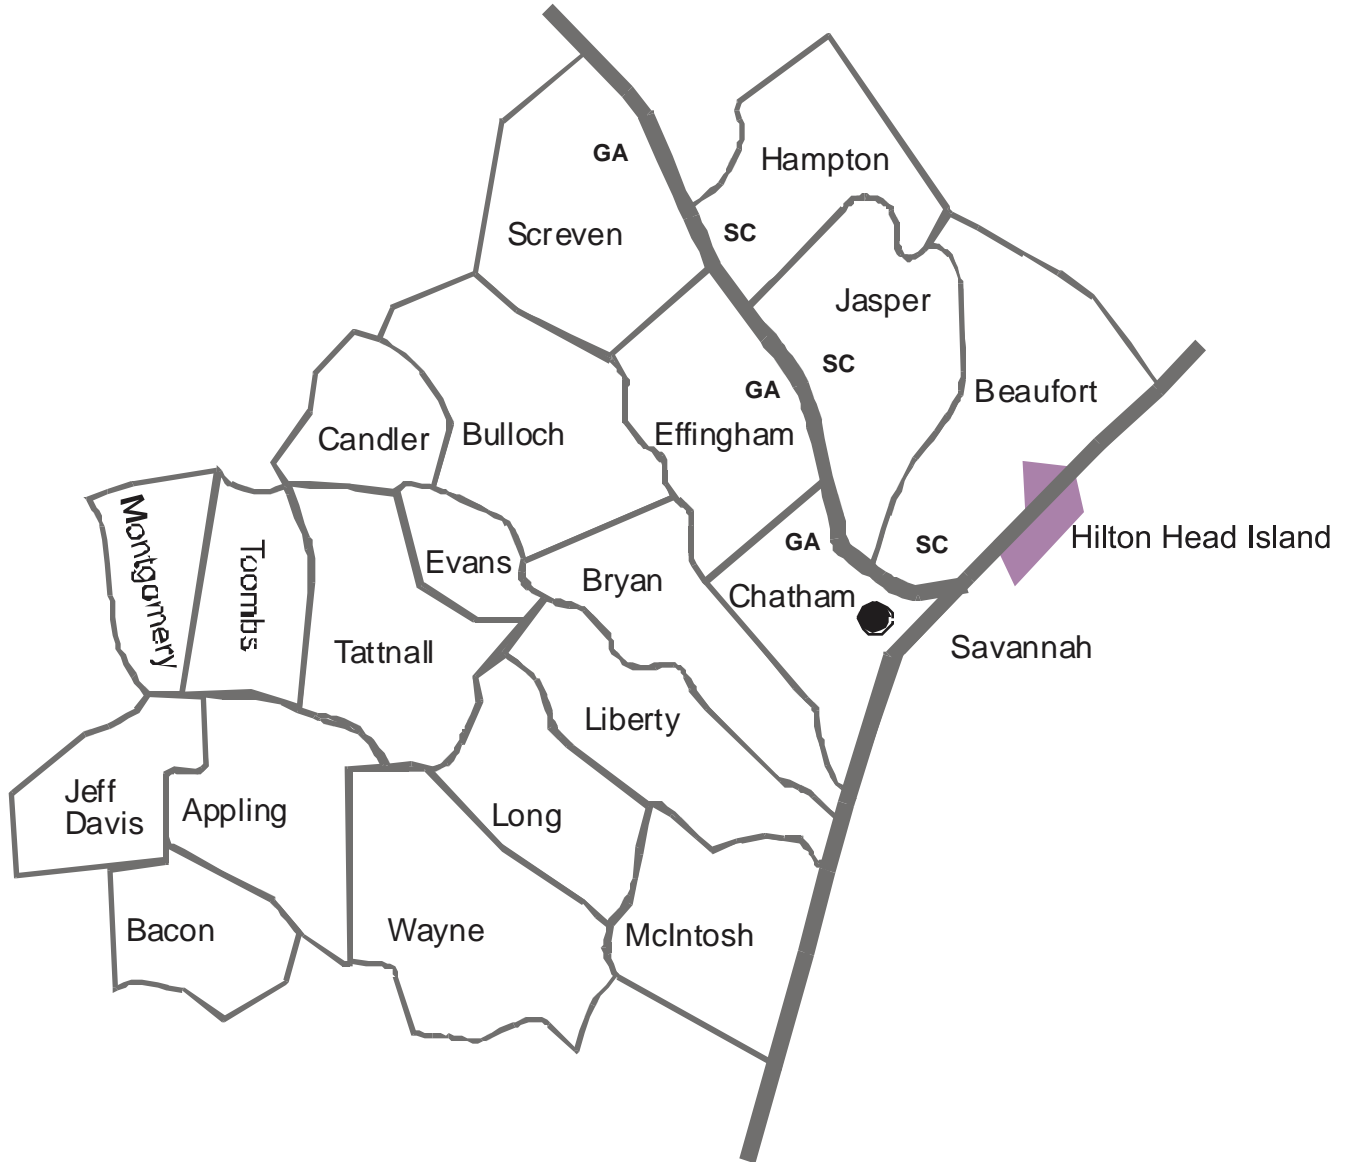 GA
Hampton
Screven
SC
Jasper
SC
GA
Beaufort
Candler
Bulloch
Effingham
Montgomery
Toombs
Evans
Bryan
GA
SC
Hilton Head Island
Chatham
Tattnall
Savannah
Liberty
Jeff
Davis
Appling
Long
Bacon
Wayne
McIntosh